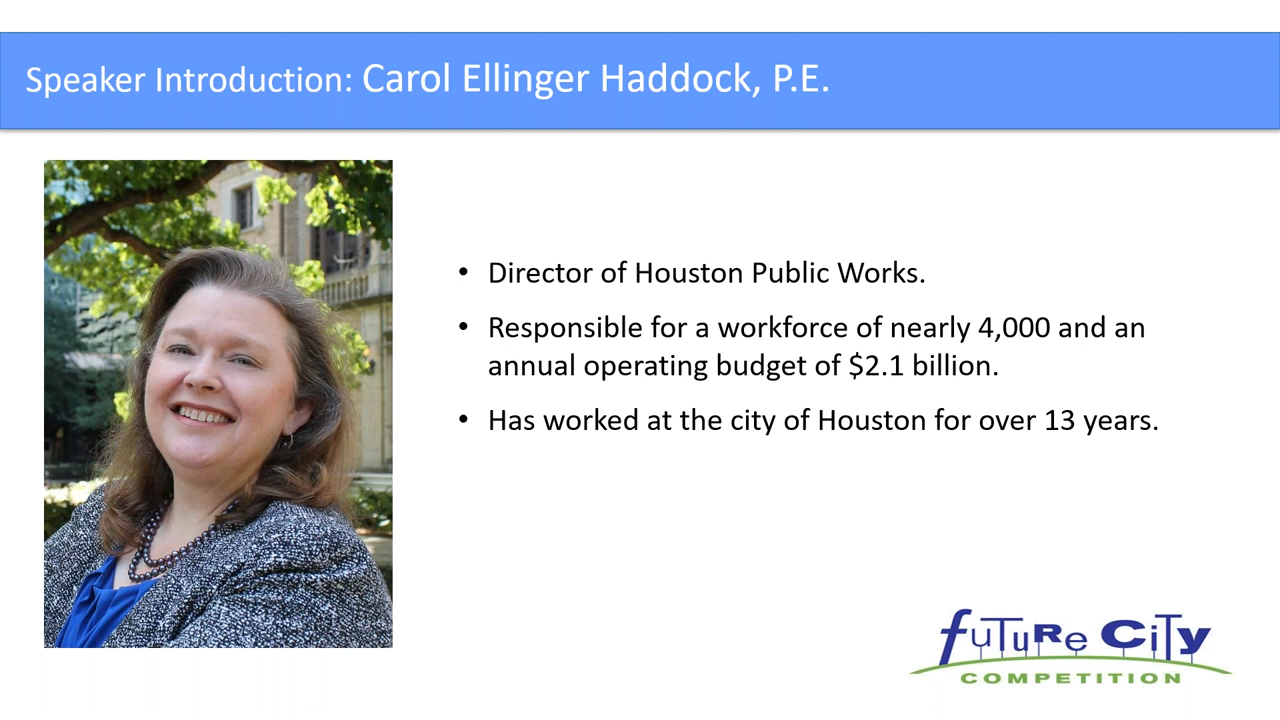 Speaker Introduction: Carol Ellinger Haddock, P.E.
• Director of Houston Public Works.
• Responsible for a workforce of nearly 4,000 and an
annual operating budget of $2.1 billion.
• Has worked at the city of Houston for over 13 years.
FuTuRe CiTy
COMPETITION